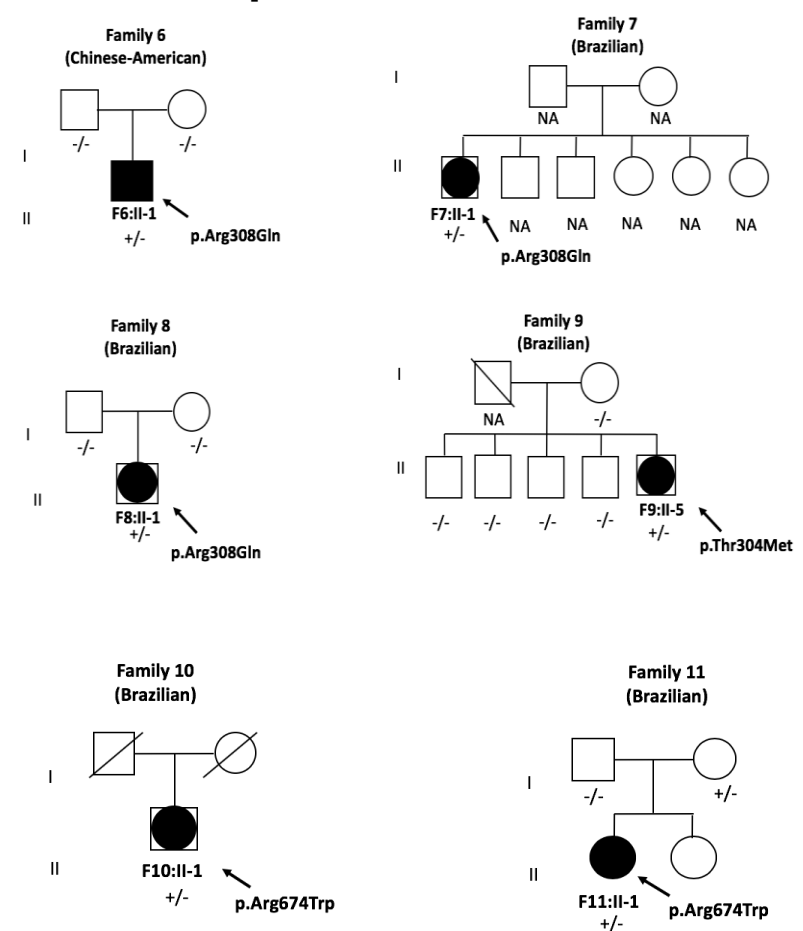 Family 6
(Chinese-American)
-/-
-/-
I
II
F6:II-1
+/-
p.Arg308Gln
Family 7
(Brazilian)
I
NA
NA
II
F7:II-1
+/-
NA
NA
NA
NA
NA
p.Arg308Gln
Family 8
(Brazilian)
I
-/-
-/-
II
F8:II-1
+/-
p.Arg308Gln
Family 9
(Brazilian)
I
NA
-/-
II
-/-
-/-
-/-
-/-
F9:II-5
+/-
p.Thr304Met
Family 10
(Brazilian)
I
II
F10:II-1
+/-
p.Arg674Trp
Family 11
(Brazilian)
I
-/-
+/-
II
F11:II-1
+/-
p.Arg674Trp